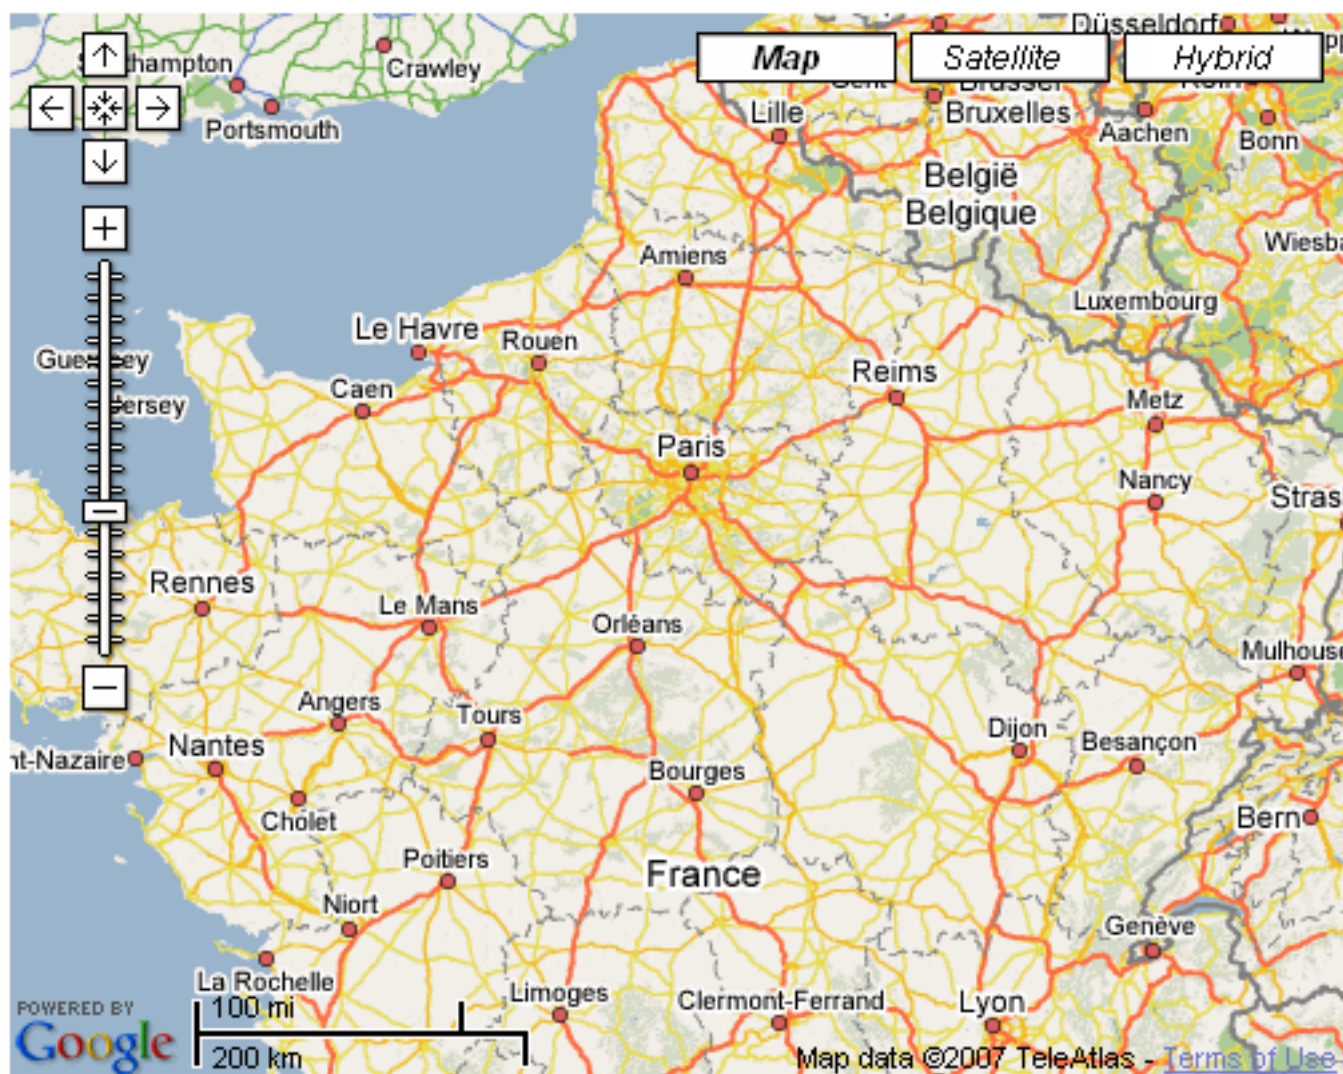 Düsseldorf
Map
Satellite
Hybrid
Crawley
Portsmouth
Lille
Bruxelles
Aachen
Bonn
België
Belgique
Amiens
Luxembourg
Le Havre
Rouen
Caen
Reims
Metz
Paris
Nancy
Stras
Rennes
Le Mans
Orléans
Mulhouse
Angers
Tours
Dijon
Besançon
Nantes
nt-Nazaire
Bourges
Cholet
Bern
Poitiers
France
Niort
Genève
La Rochelle
Limoges
Clermont-Ferrand
Lyon
POWERED BY
Google
100 mi
200 km
Map data ©2007 TeleAtlas - Terms of Use